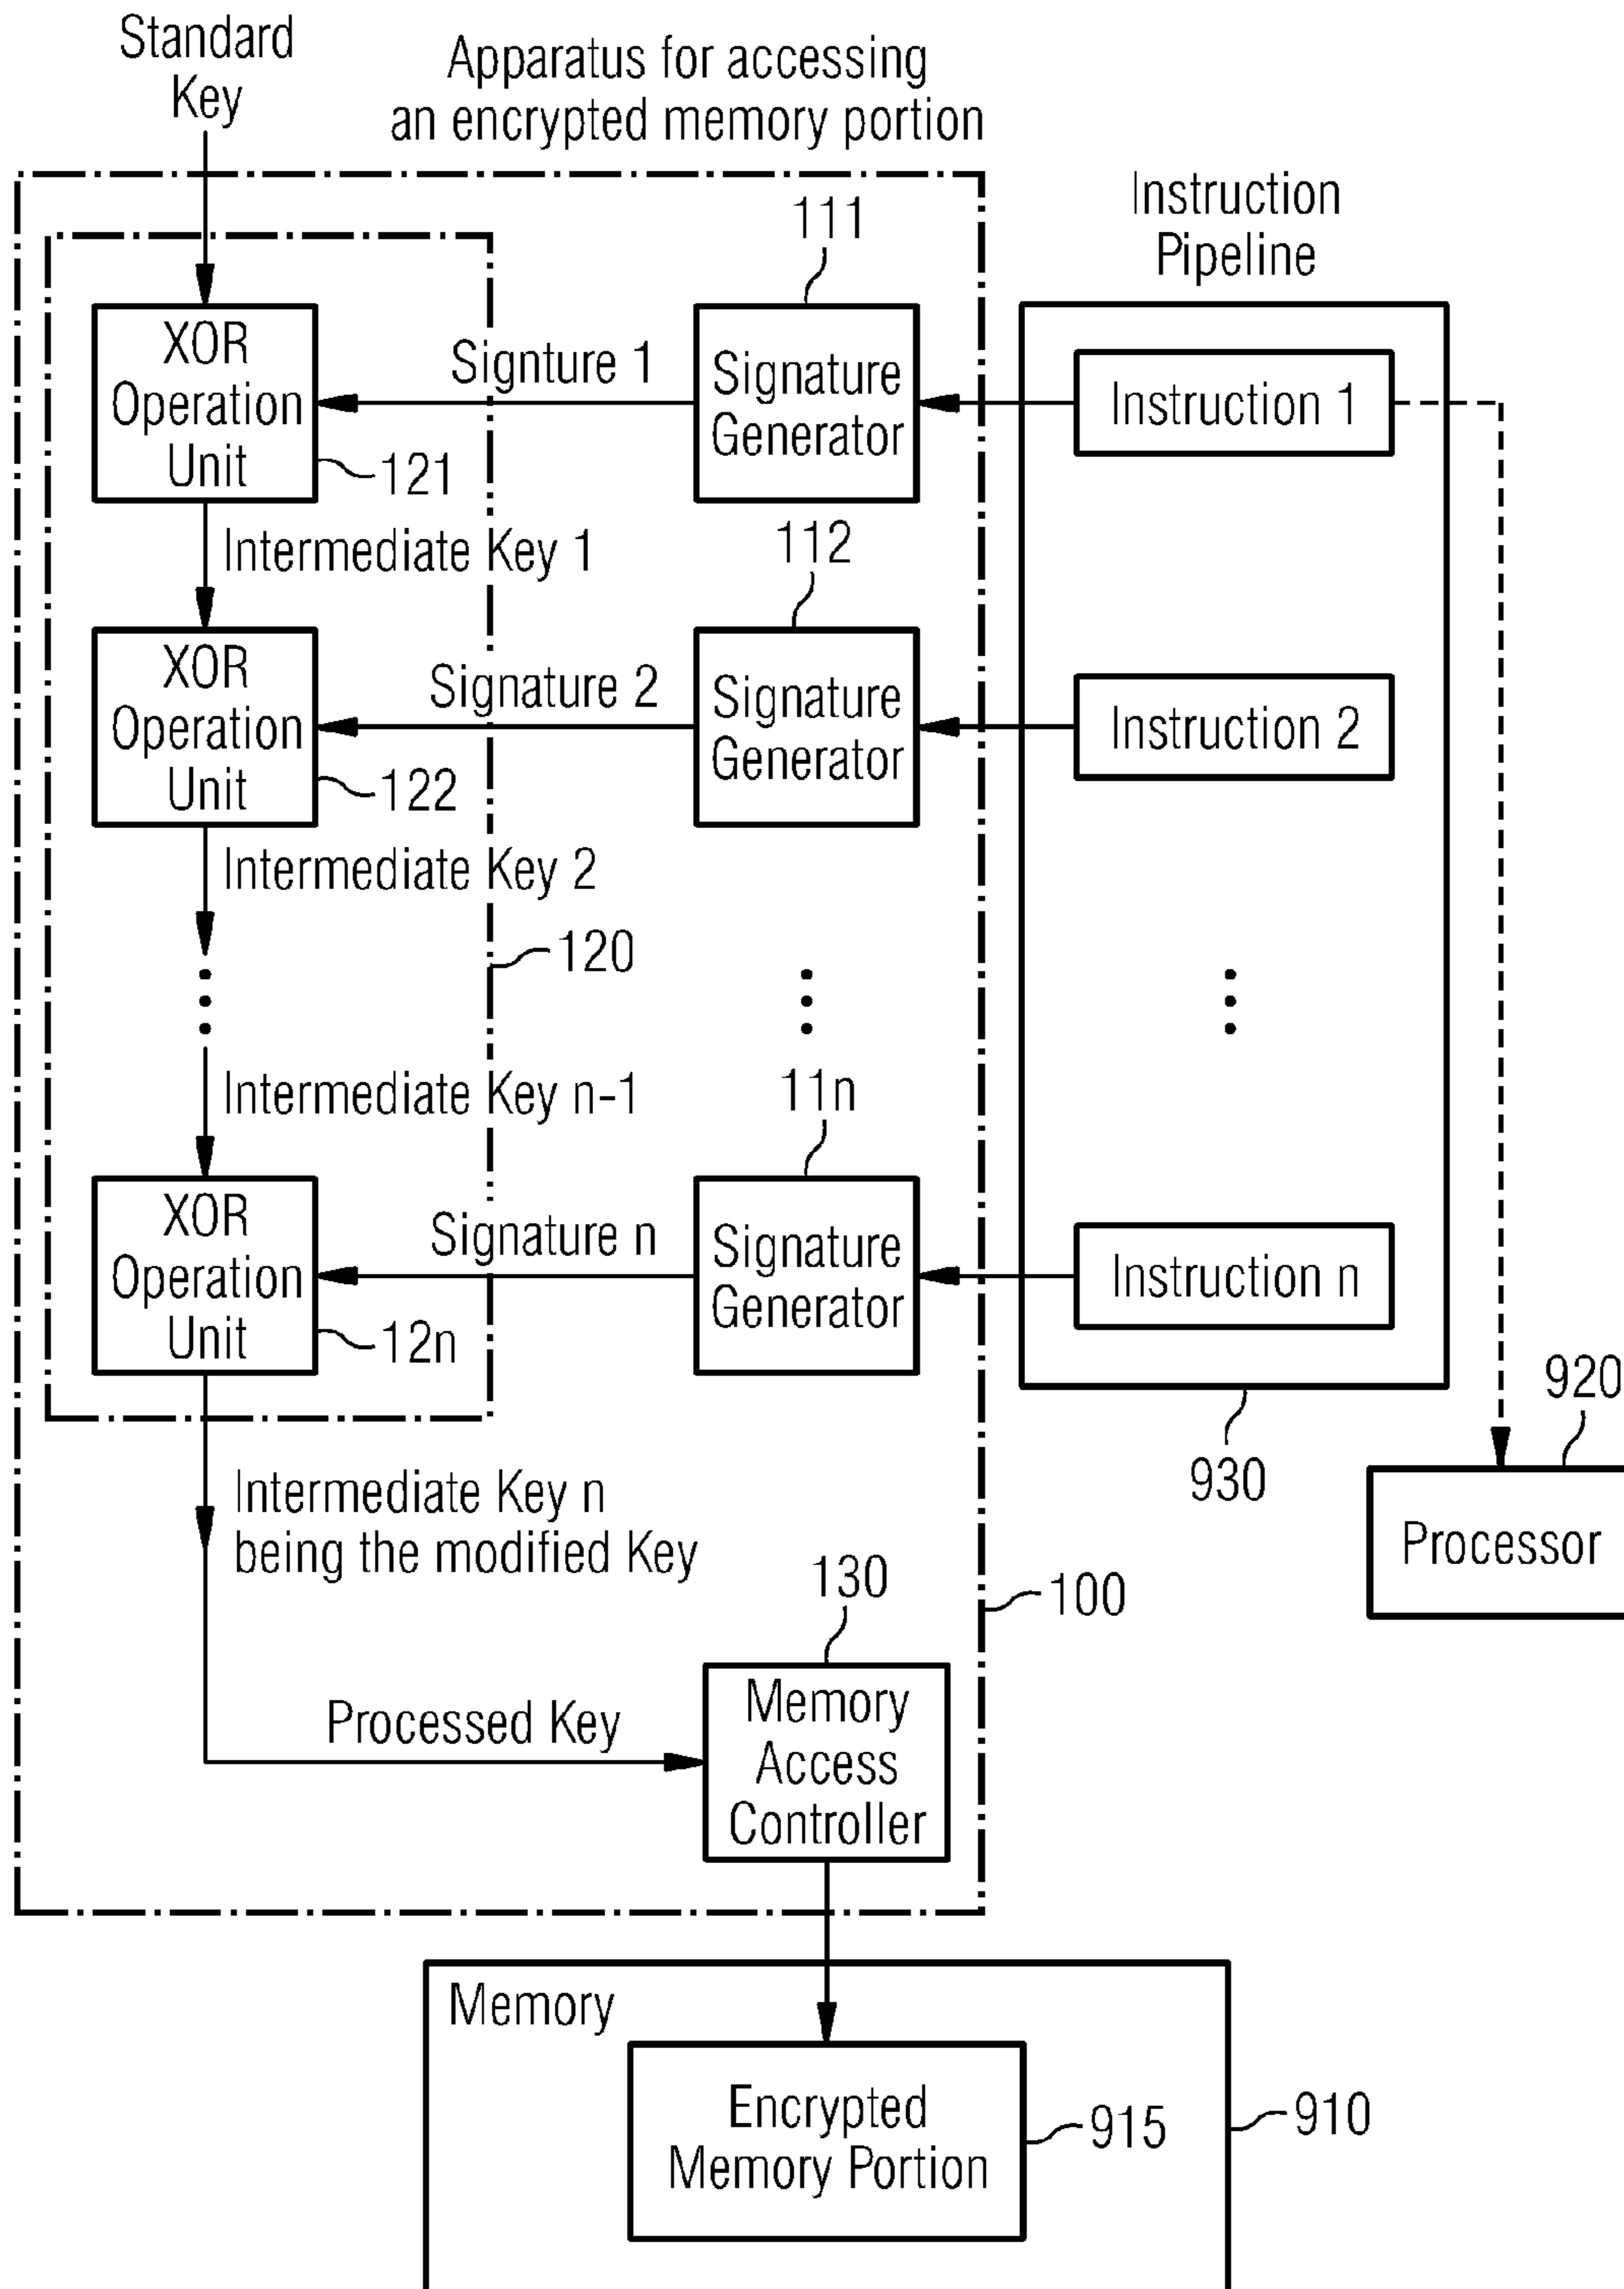 Standard
Key
Apparatus for accessing
an encrypted memory portion
Instruction
Pipeline
111
XOR
Operation
Unit
Signture 1
Signature
Generator
Instruction 1
121
Intermediate Key 1
112
XOR
Operation
Unit
Signature 2
Signature
Generator
Instruction 2
122
Intermediate Key 2
120
Intermediate Key n-1
11n
XOR
Operation
Unit
Signature n
Signature
Generator
Instruction n
12n
930
920
Processor
Intermediate Key n
being the modified Key
130
100
Processed Key
Memory
Access
Controller
Memory
Encrypted
Memory Portion
915
910